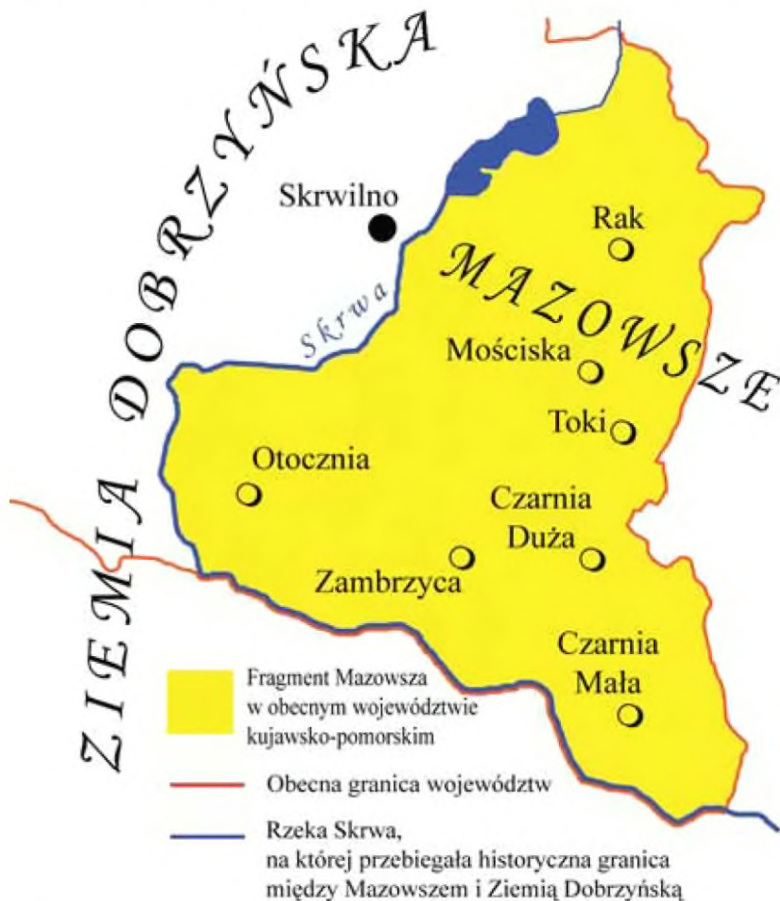 ZIEMIA DOBRZYŃSKA
Skrwilno
Rak
MAZOWSZE
Skrwa
Mościska
Toki
Otocznia
Czarnia
Duża
Zambrzyca
Czarnia
Mała
Fragment Mazowsza
w obecnym województwie
kujawsko-pomorskim
Obecna granica województw
Rzeka Skrwa,
na której przebiegała historyczna granica
między Mazowszem i Ziemią Dobrzyńską